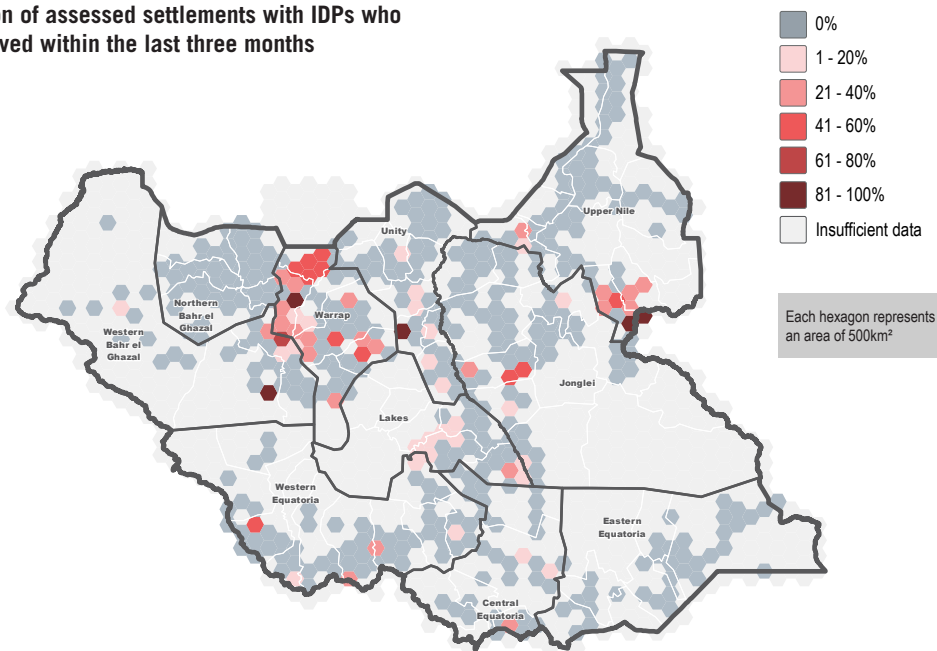 on of assessed settlements with IDPs who
ved within the last three months
0%
1 - 20%
21 - 40%
41 - 60%
61 - 80%
81 - 100%
Insufficient data
Each hexagon represents
an area of 500km²
Upper Nile
Unity
Northern
Bahr el
Ghazal
Warrap
Western
Bahr el
Ghazal
Jonglei
Lakes
Western
Equatoria
Eastern
Equatoria
Central
Equatoria